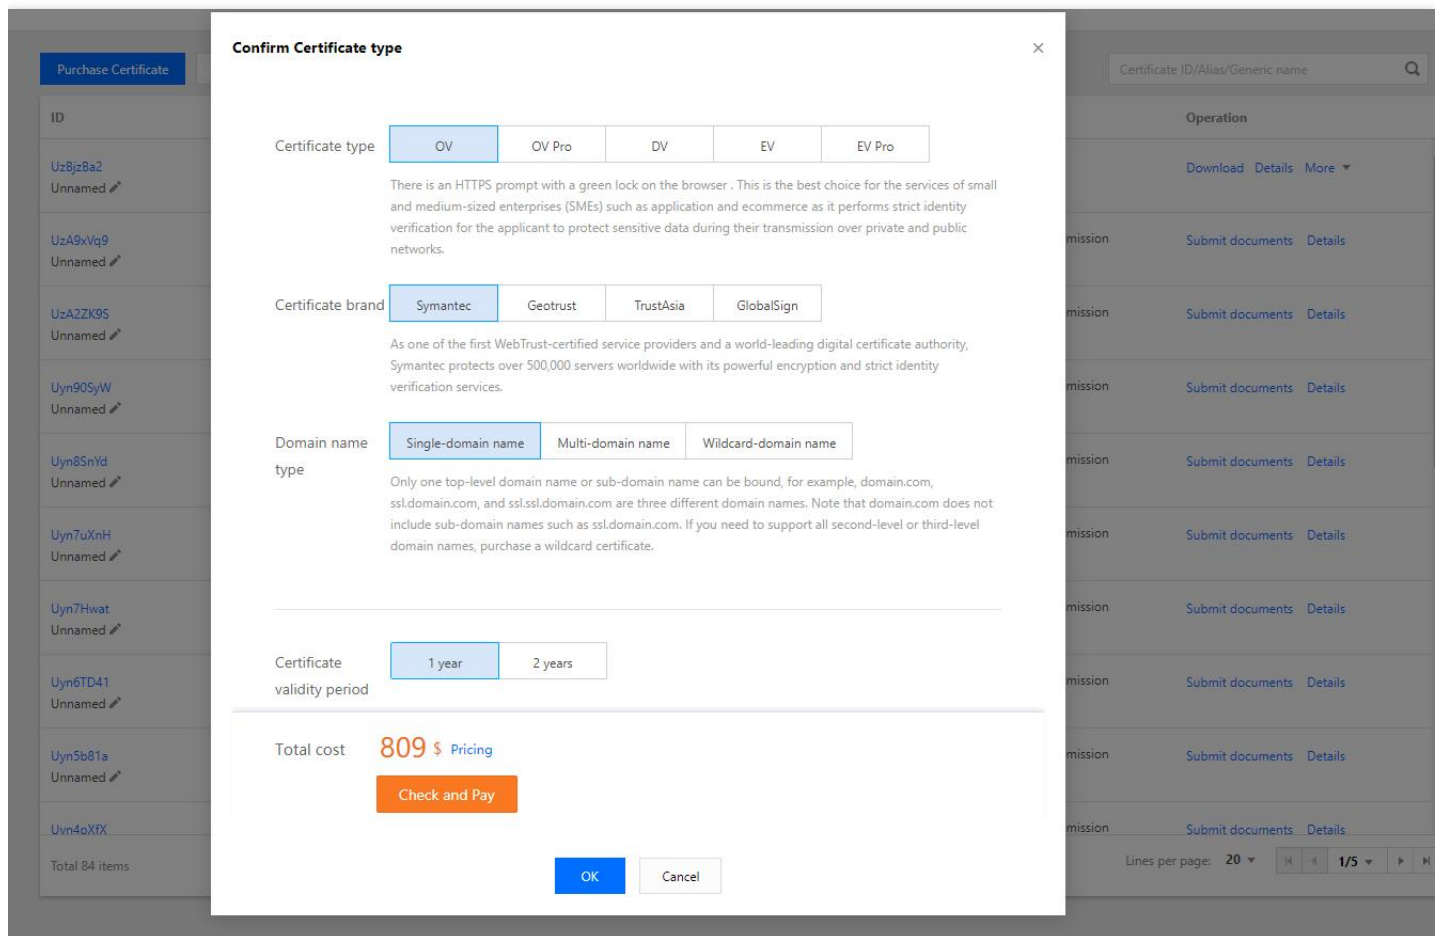 Confirm Certificate type
Purchase Certificate
Certificate ID/Alias/Generic name
ID
Operation
Certificate type
OV
OV Pro
DV
EV
EV Pro
There is an HTTPS prompt with a green lock on the browser . This is the best choice for the services of small
and medium-sized enterprises (SMEs) such as application and ecommerce as it performs strict identity
verification for the applicant to protect sensitive data during their transmission over private and public
networks.
Certificate brand
Symantec
Geotrust
TrustAsia
GlobalSign
As one of the first WebTrust-certified service providers and a world-leading digital certificate authority,
Symantec protects over 500,000 servers worldwide with its powerful encryption and strict identity
verification services.
Domain name
type
Single-domain name
Multi-domain name
Wildcard-domain name
Only one top-level domain name or sub-domain name can be bound, for example, domain.com,
ssl.domain.com, and ssl.ssl.domain.com are three different domain names. Note that domain.com does not
include sub-domain names such as ssl.domain.com. If you need to support all second-level or third-level
domain names, purchase a wildcard certificate.
Certificate
validity period
1 year
2 years
Total cost
809 $ Pricing
Check and Pay
OK
Cancel
Uz8jz8a2
Unnamed
Download Details More
UzA9xVq9
Unnamed
mission
Submit documents Details
UzA2ZK9S
Unnamed
mission
Submit documents Details
Uyn90SyW
Unnamed
mission
Submit documents Details
Uyn8SnYd
Unnamed
mission
Submit documents Details
Uyn7uXnH
Unnamed
mission
Submit documents Details
Uyn7Hwat
Unnamed
mission
Submit documents Details
Uyn6TD41
Unnamed
mission
Submit documents Details
Uyn5b81a
Unnamed
mission
Submit documents Details
Uyn4pXfX
mission
Submit documents Details
Total 84 items
Lines per page: 20
1/5